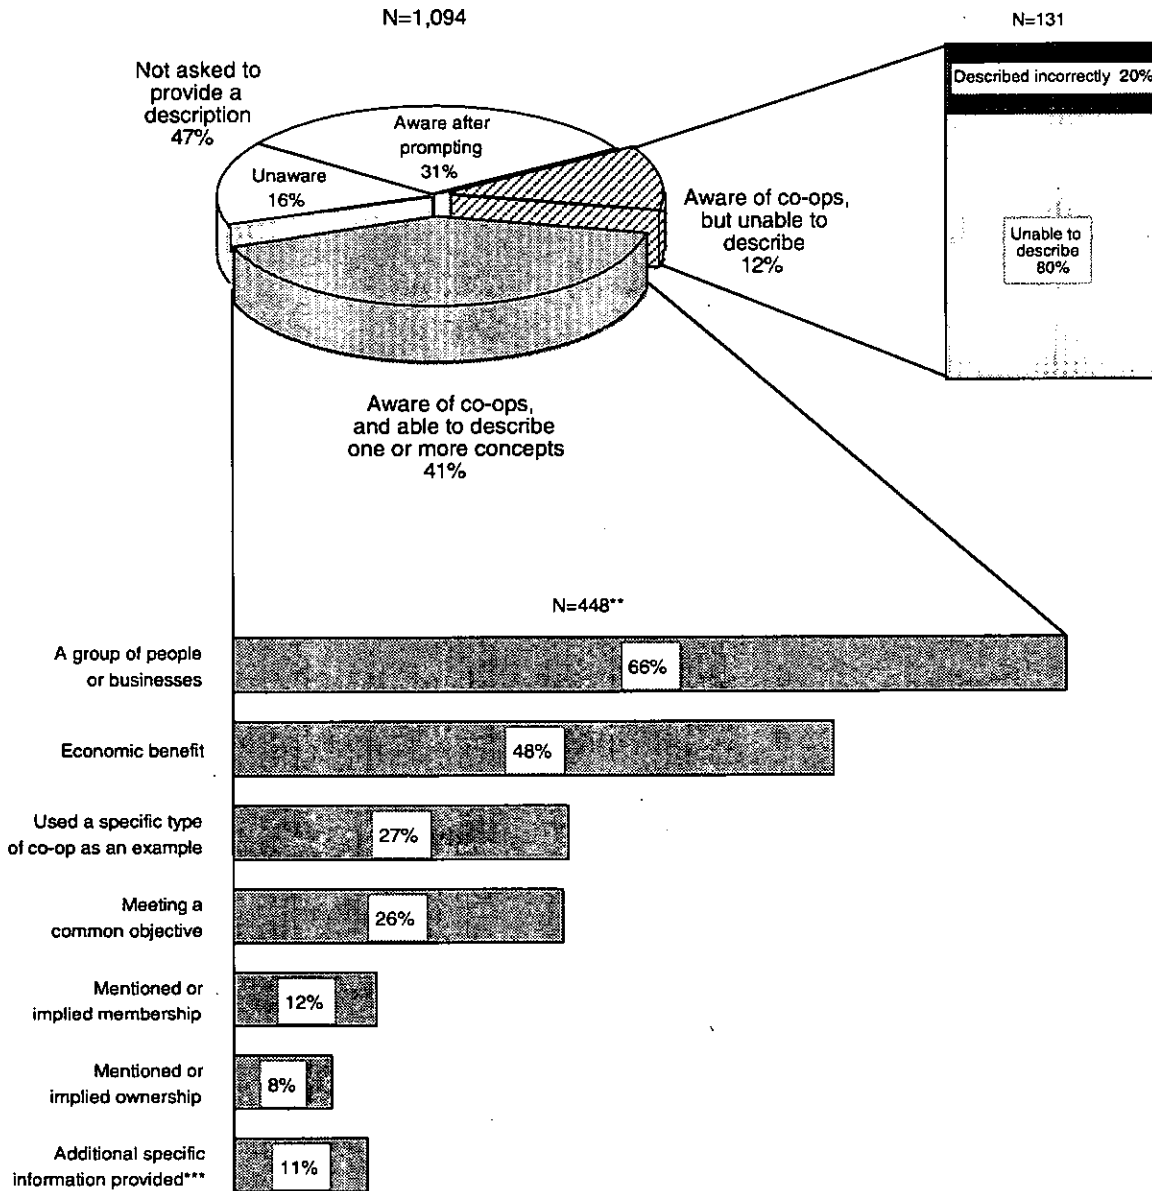 N=1,094
N=131
Not asked to
provide a
description
47%
Aware after
prompting
31%
Unaware
16%
Described incorrectly 20%
Aware of co-ops,
but unable to
describe
12%
Unable to
describe
80%
Aware of co-ops,
and able to describe
one or more concepts
41%
N=448**
A group of people
or businesses
66%
Economic benefit
48%
Used a specific type
of co-op as an example
27%
Meeting a
common objective
26%
Mentioned or
implied membership
12%
Mentioned or
implied ownership
8%
Additional specific
information provided***
11%